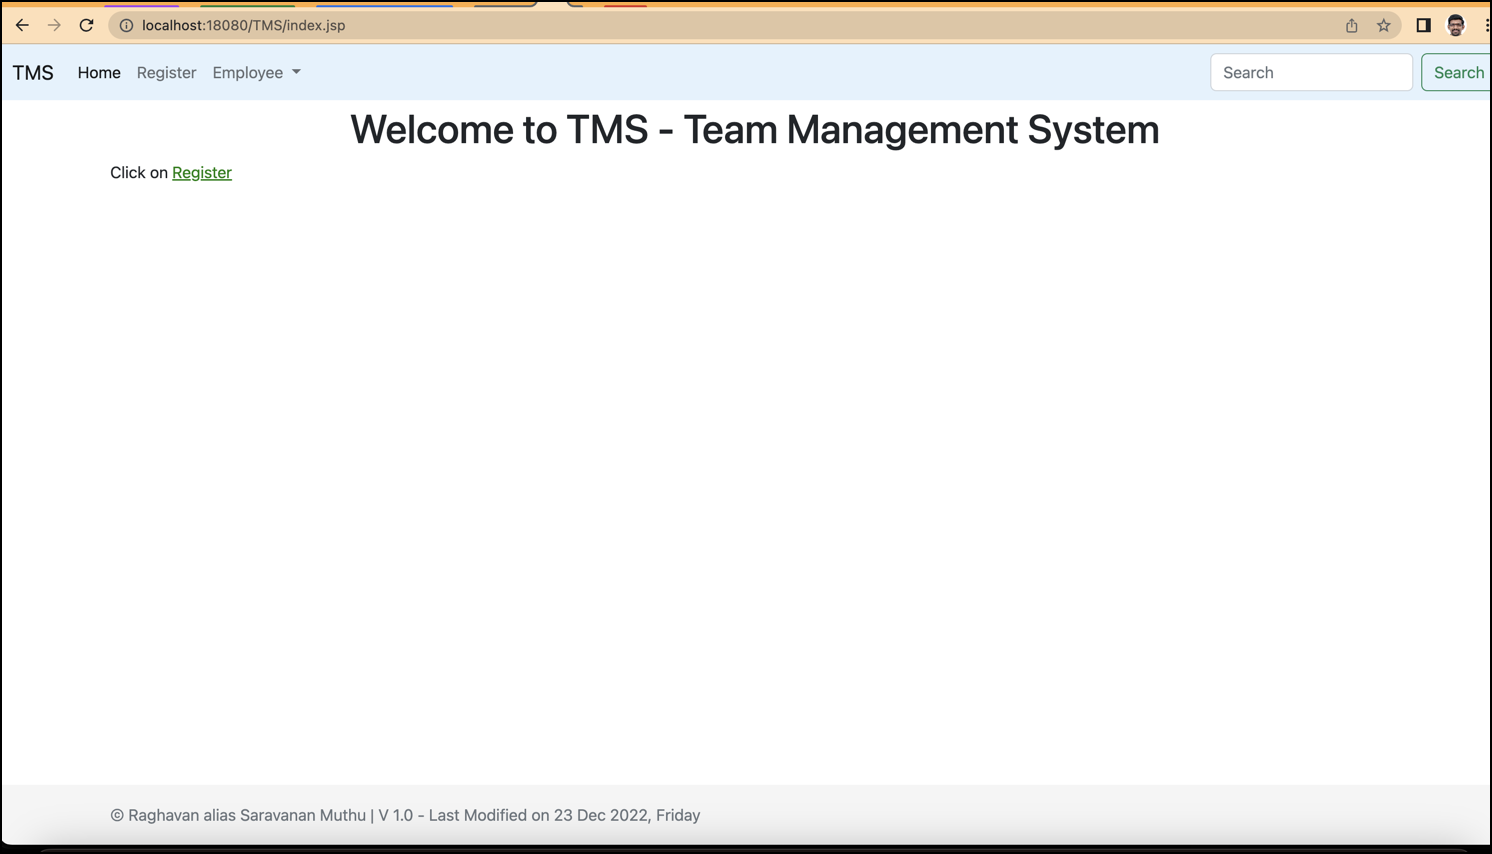 localhost:18080/TMS/index.jsp
TMS Home Register Employee Search Search
Welcome to TMS - Team Management System
Click on Register
© Raghavan alias Saravanan Muthu | V 1.0 - Last Modified on 23 Dec 2022, Friday